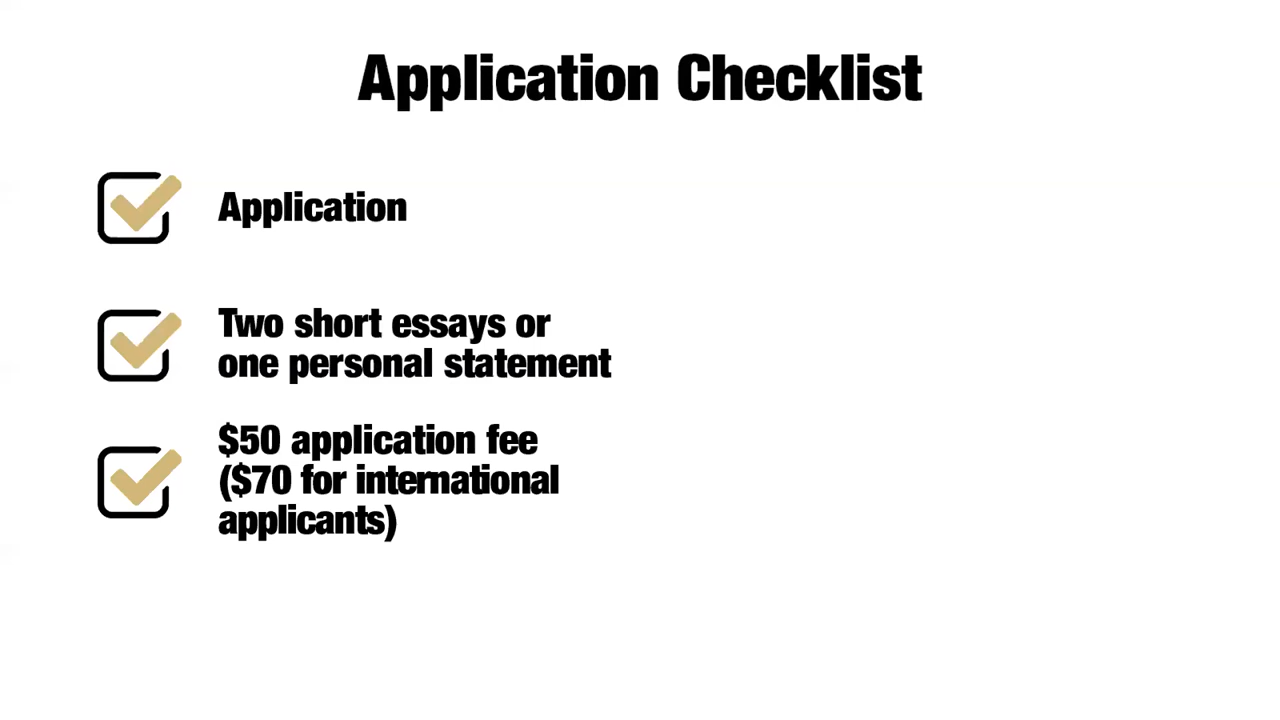 Application Checklist
Application
Two short essays or
one personal statement
$50 application fee
($70 for international
applicants)